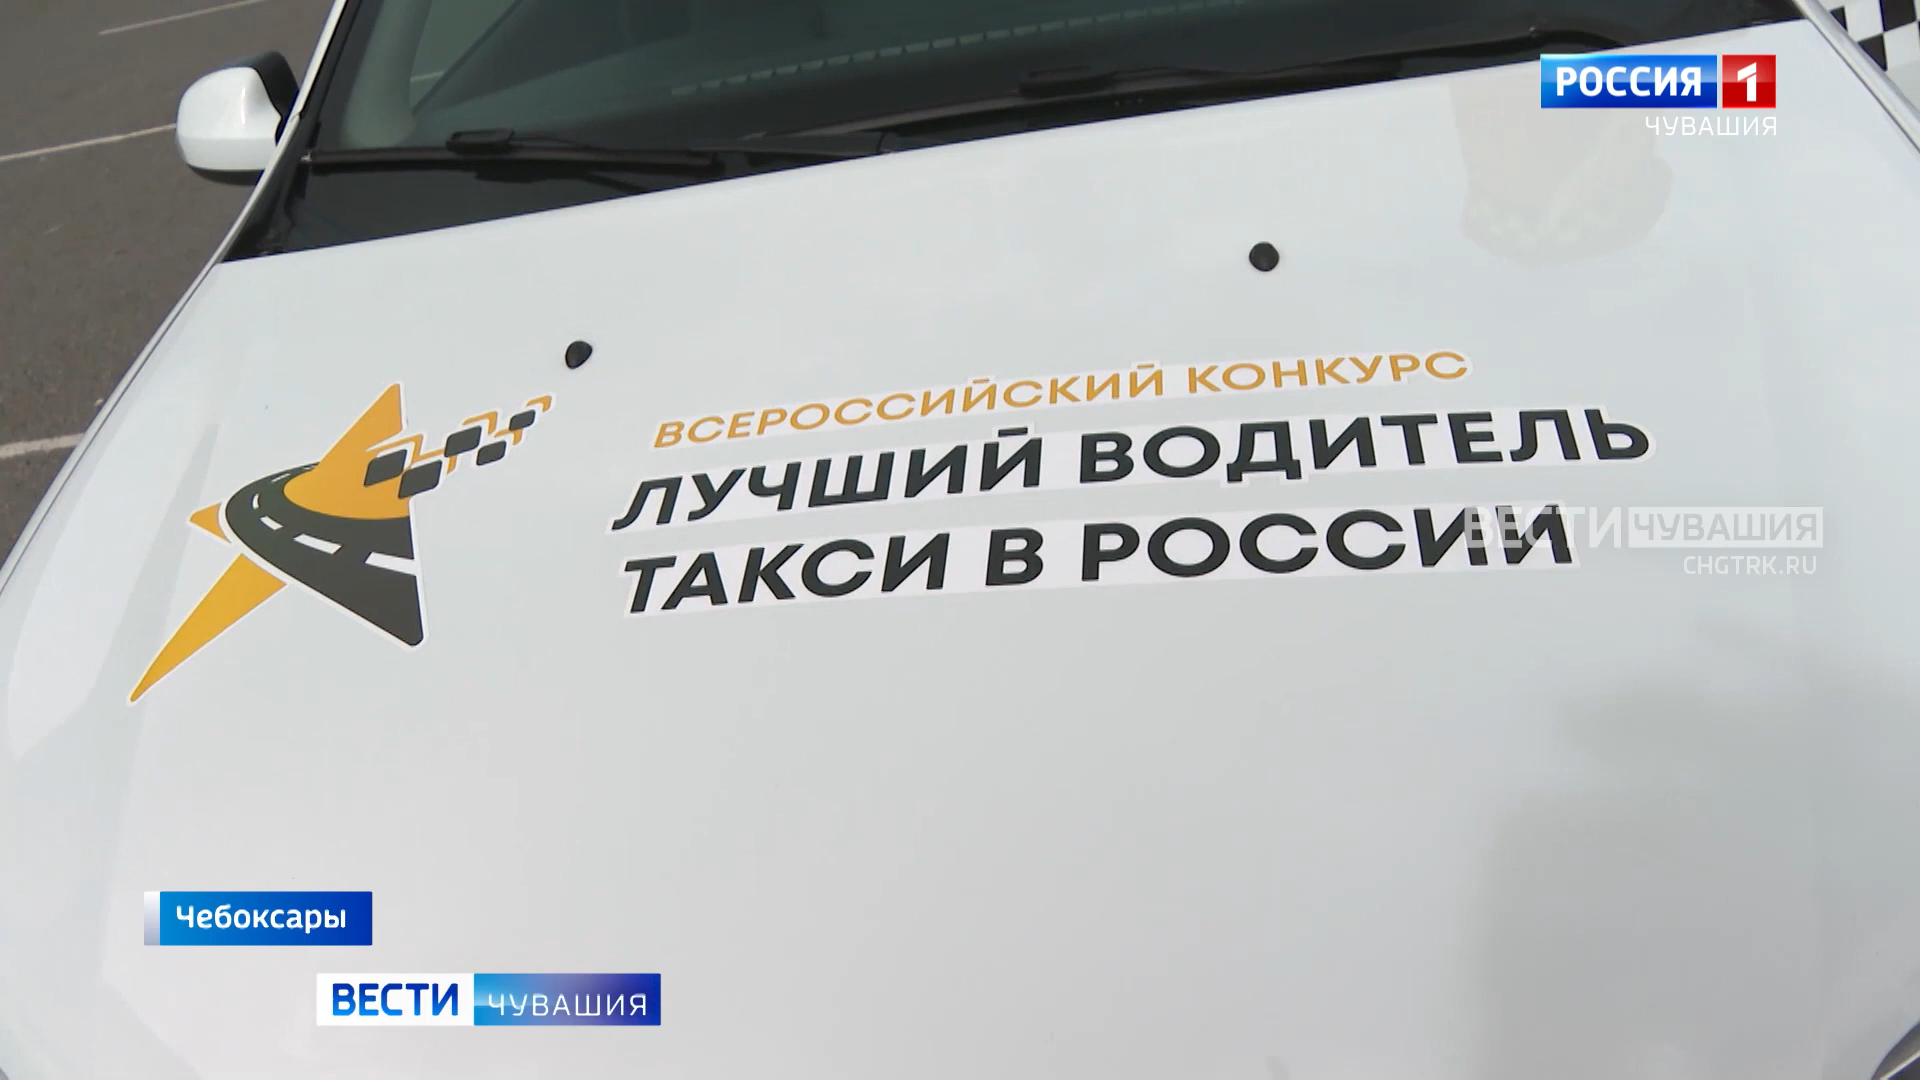 РОССИЯ 1
ЧУВАШИЯ
ВСЕРОССИЙСКИЙ КОНКУРС
ЛУЧШИЙ ВОДИТЕЛЬ
ТАКСИ В РОССИИ
ВЕСТИ ЧУВАШИЯ
CHGTRK.RU
Чебоксары
ВЕСТИ ЧУВАШИЯ